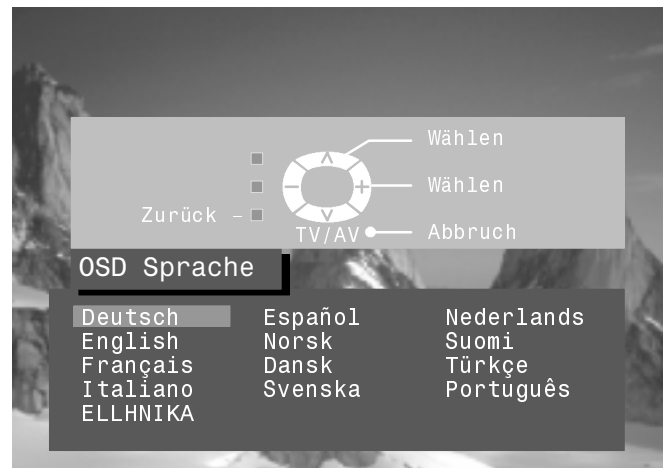 Wählen
Wählen
Zurück –
TV/AV
Abbruch
OSD Sprache
Deutsch Español Nederlands
English Norsk Suomi
Français Dansk Türkçe
Italiano Svenska Português
ELLHNIKA